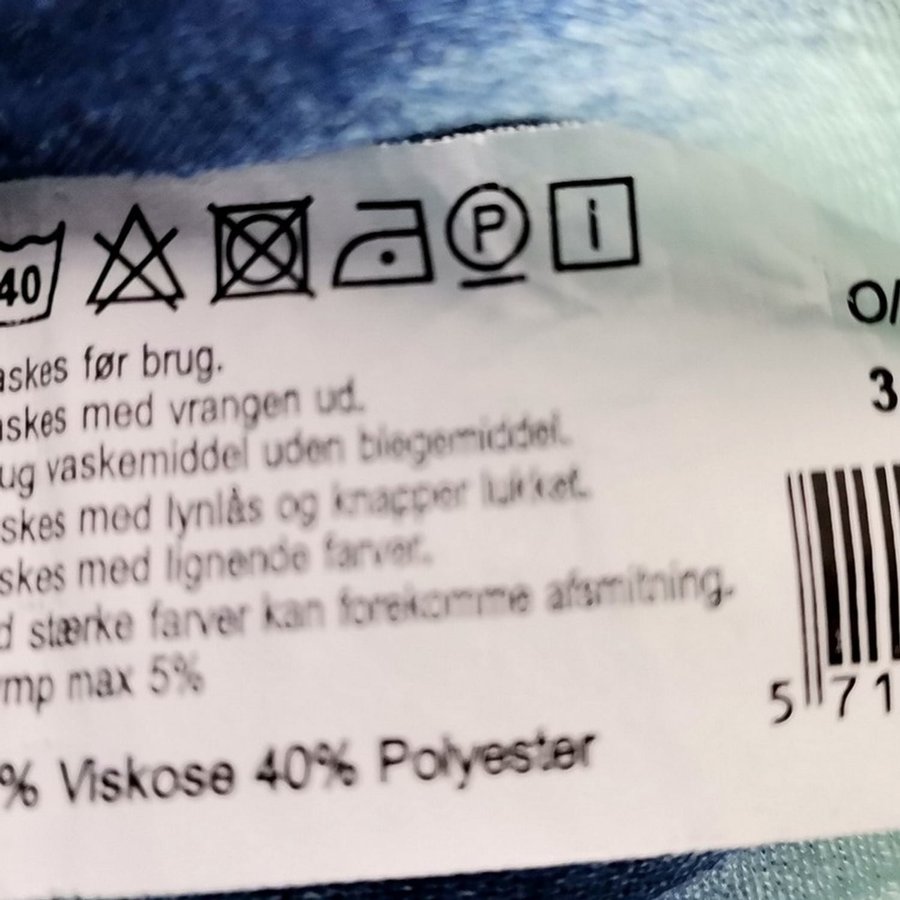 40 P i
askes før brug.
askes med vrangen ud.
ug vaskemiddel uden blegemiddel.
skes med lynlås og knapper lukket.
skes med lignende farver.
d stærke farver kan forekomme afsmitning.
mp max 5%
% Viskose 40% Polyester
O/
3
5 71